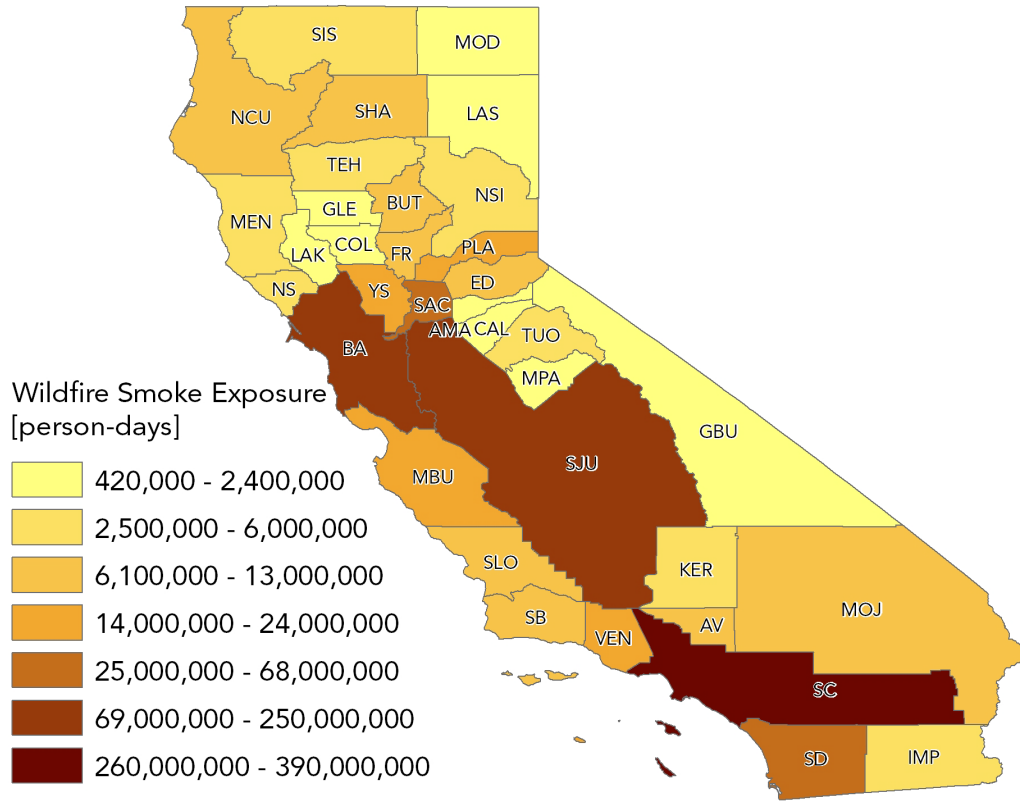 SIS
MOD
NCU
SHA
LAS
TEH
NSI
BUT
GLE
MEN
COL
LAK
FR
PLA
ED
NS
YS
SAC
AMA
CAL
TUO
BA
MPA
GBU
SJU
MBU
SLO
KER
SB
VEN
AV
MOJ
SC
SD
IMP
Wildfire Smoke Exposure
[person-days]
420,000 - 2,400,000
2,500,000 - 6,000,000
6,100,000 - 13,000,000
14,000,000 - 24,000,000
25,000,000 - 68,000,000
69,000,000 - 250,000,000
260,000,000 - 390,000,000